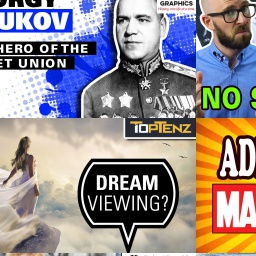 UKOV
HERO OF THE
ET UNION
GRAPHICS
NO S
TOPTENZ
DREAM
VIEWING?
AD
MA